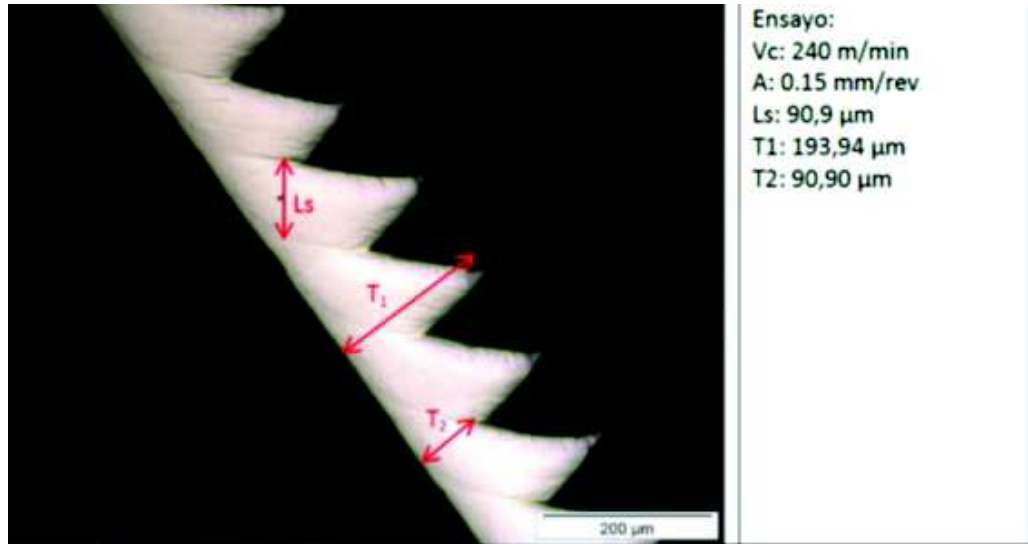 Ls
T₁
T₂
200 µm
Ensayo:
Vc: 240 m/min
A: 0.15 mm/rev
Ls: 90,9 µm
T1: 193,94 µm
T2: 90,90 µm